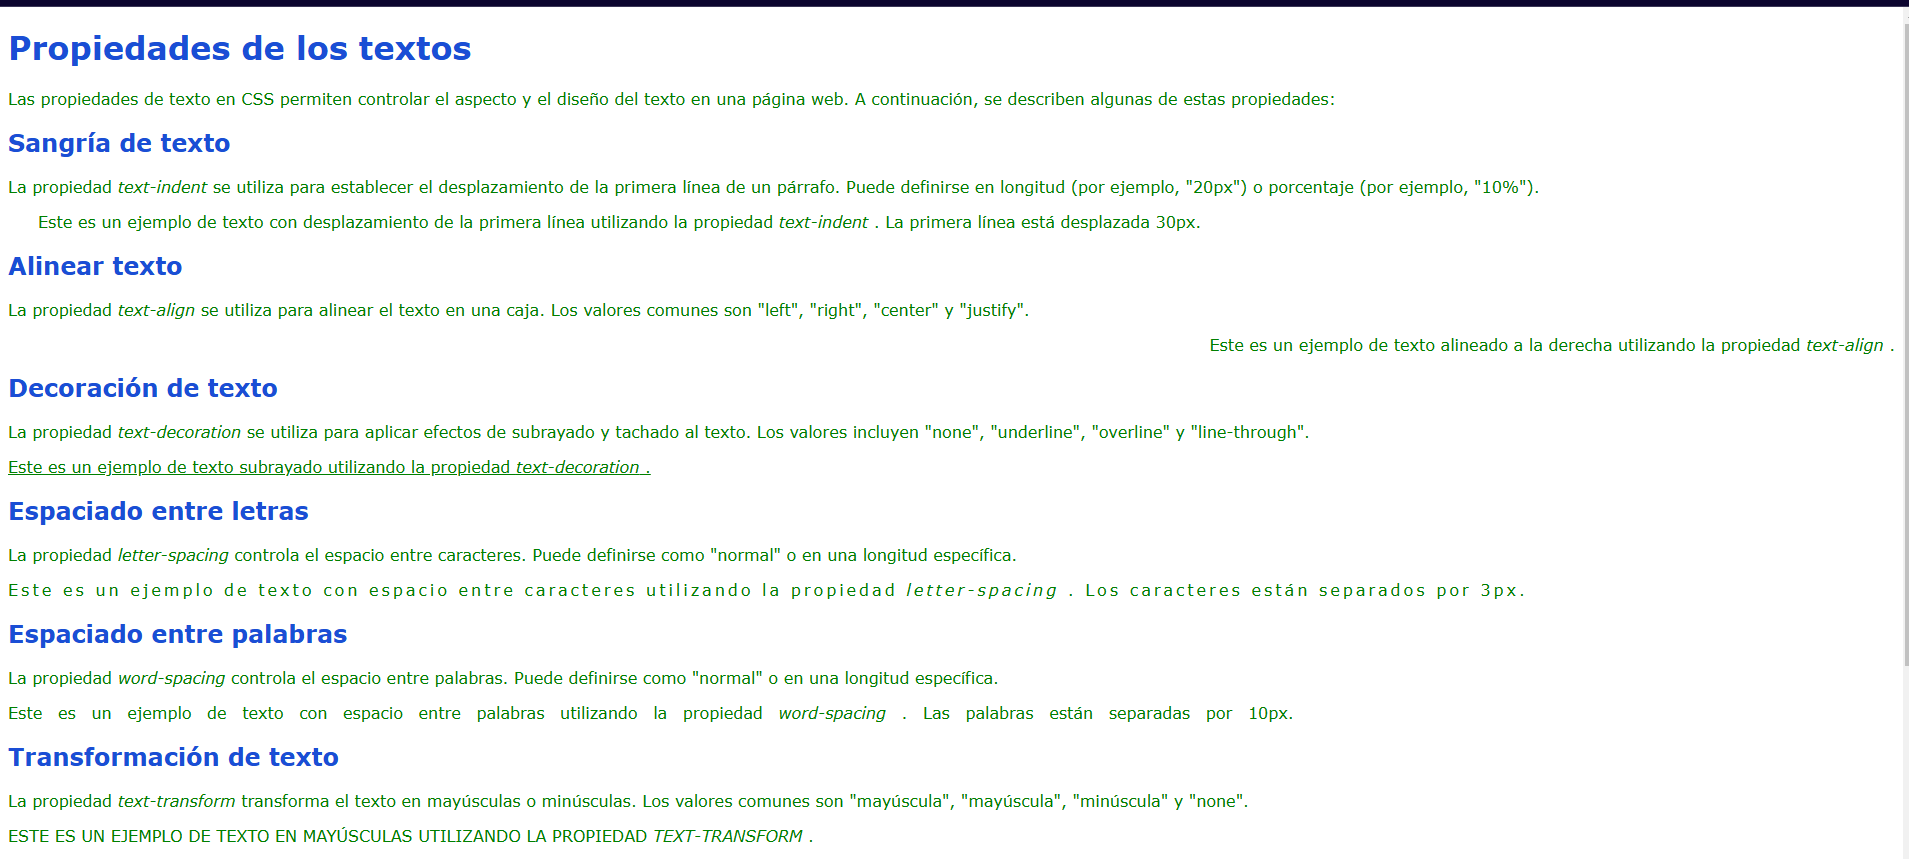 Propiedades de los textos
Las propiedades de texto en CSS permiten controlar el aspecto y el diseño del texto en una página web. A continuación, se describen algunas de estas propiedades:
Sangría de texto
La propiedad text-indent se utiliza para establecer el desplazamiento de la primera línea de un párrafo. Puede definirse en longitud (por ejemplo, "20px") o porcentaje (por ejemplo, "10%").
Este es un ejemplo de texto con desplazamiento de la primera línea utilizando la propiedad text-indent . La primera línea está desplazada 30px.
Alinear texto
La propiedad text-align se utiliza para alinear el texto en una caja. Los valores comunes son "left", "right", "center" y "justify".
Este es un ejemplo de texto alineado a la derecha utilizando la propiedad text-align .
Decoración de texto
La propiedad text-decoration se utiliza para aplicar efectos de subrayado y tachado al texto. Los valores incluyen "none", "underline", "overline" y "line-through".
Este es un ejemplo de texto subrayado utilizando la propiedad text-decoration .
Espaciado entre letras
La propiedad letter-spacing controla el espacio entre caracteres. Puede definirse como "normal" o en una longitud específica.
Este es un ejemplo de texto con espacio entre caracteres utilizando la propiedad letter-spacing . Los caracteres están separados por 3px.
Espaciado entre palabras
La propiedad word-spacing controla el espacio entre palabras. Puede definirse como "normal" o en una longitud específica.
Este es un ejemplo de texto con espacio entre palabras utilizando la propiedad word-spacing . Las palabras están separadas por 10px.
Transformación de texto
La propiedad text-transform transforma el texto en mayúsculas o minúsculas. Los valores comunes son "mayúscula", "mayúscula", "minúscula" y "none".
ESTE ES UN EJEMPLO DE TEXTO EN MAYÚSCULAS UTILIZANDO LA PROPIEDAD TEXT-TRANSFORM .